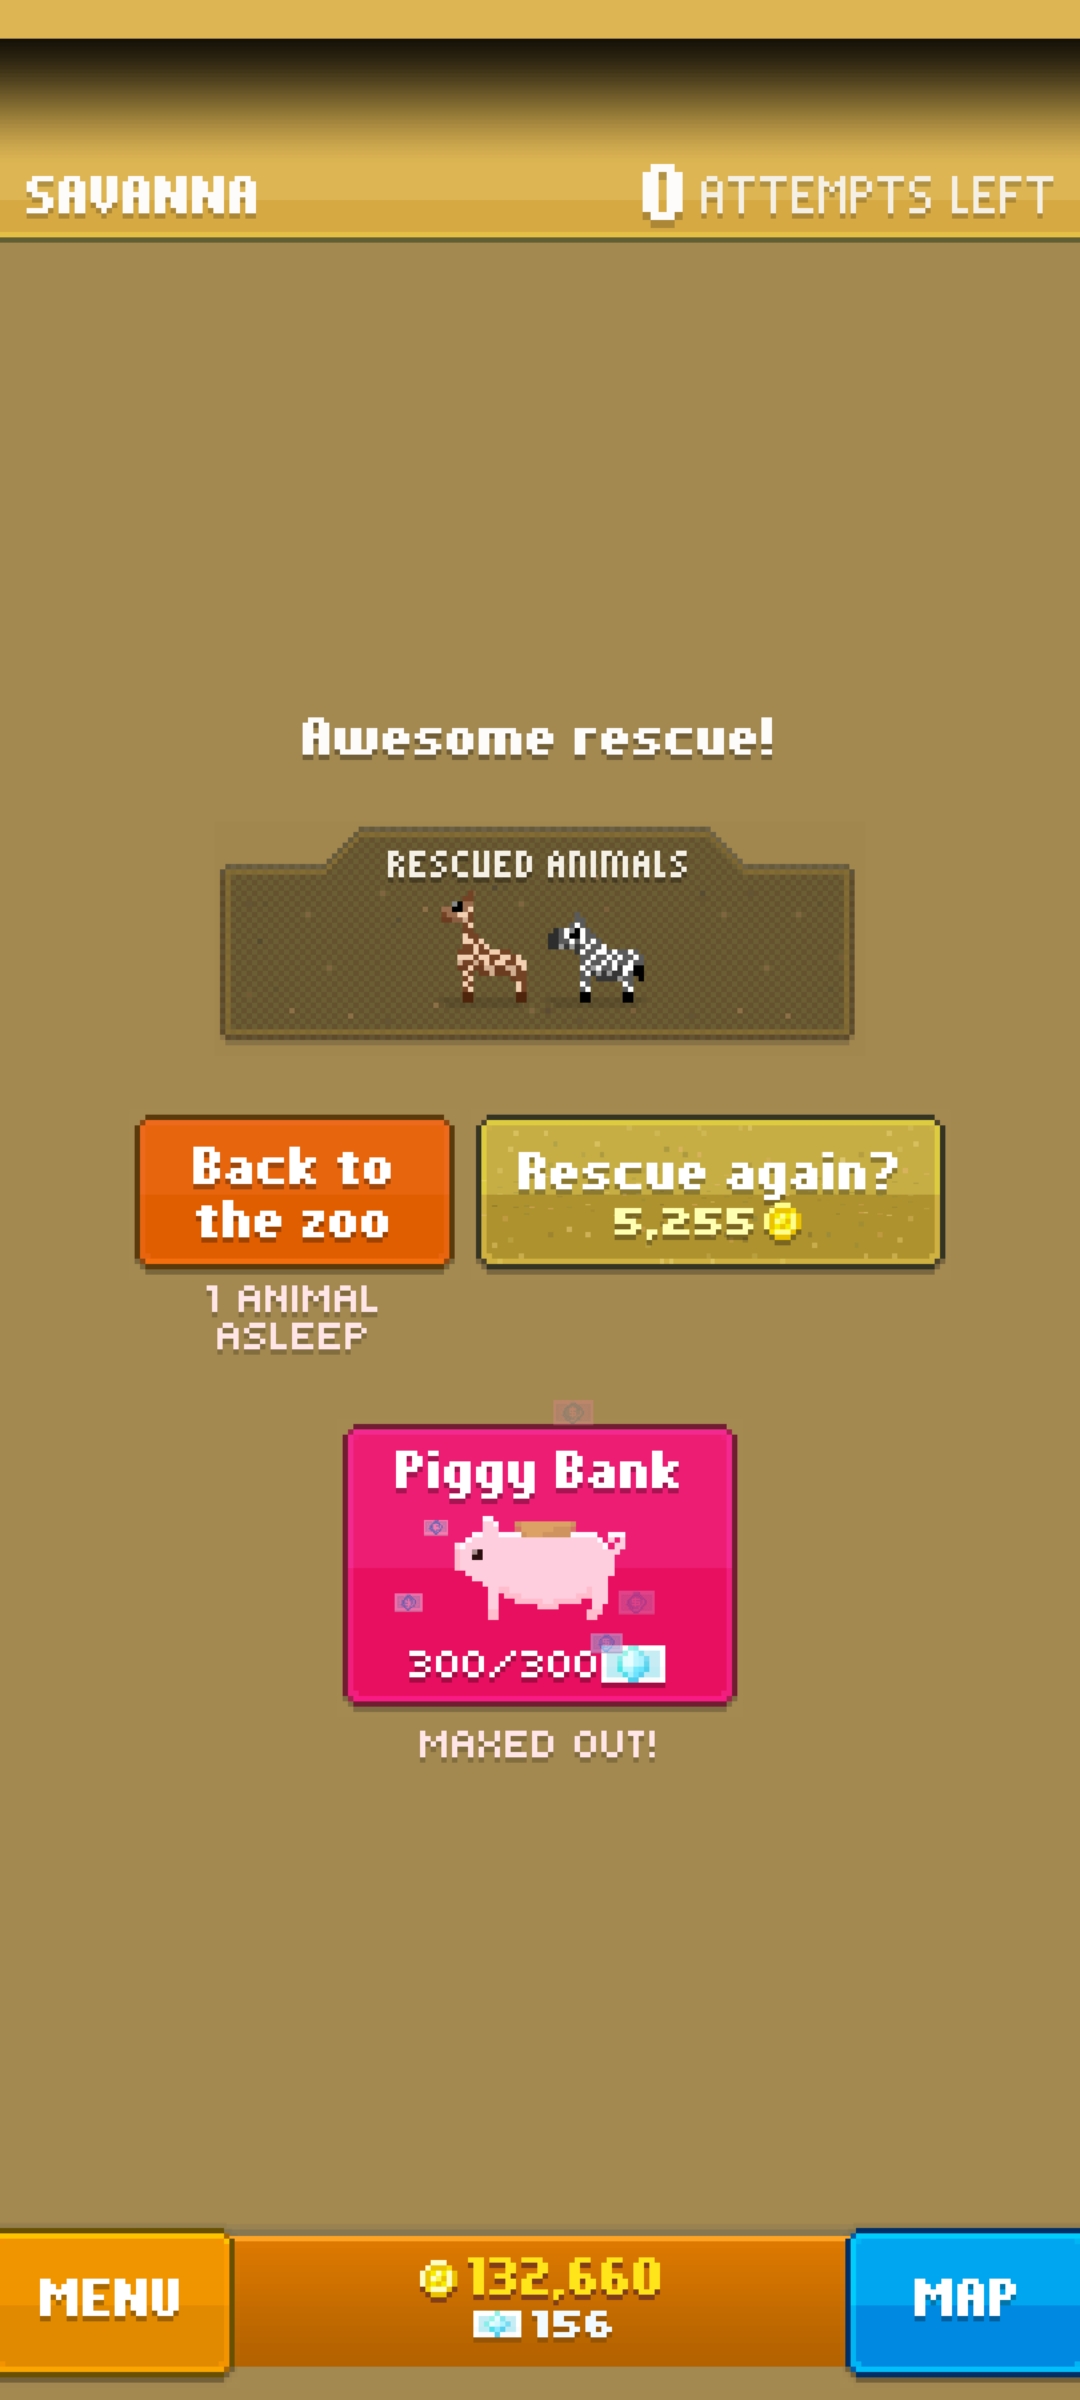 SAVANNA
0 ATTEMPTS LEFT
Awesome rescue!
RESCUED ANIMALS
Back to
the zoo
Rescue again?
5,255
1 ANIMAL
ASLEEP
Piggy Bank
300/300
MAXED OUT!
MENU
132,660
156
MAP